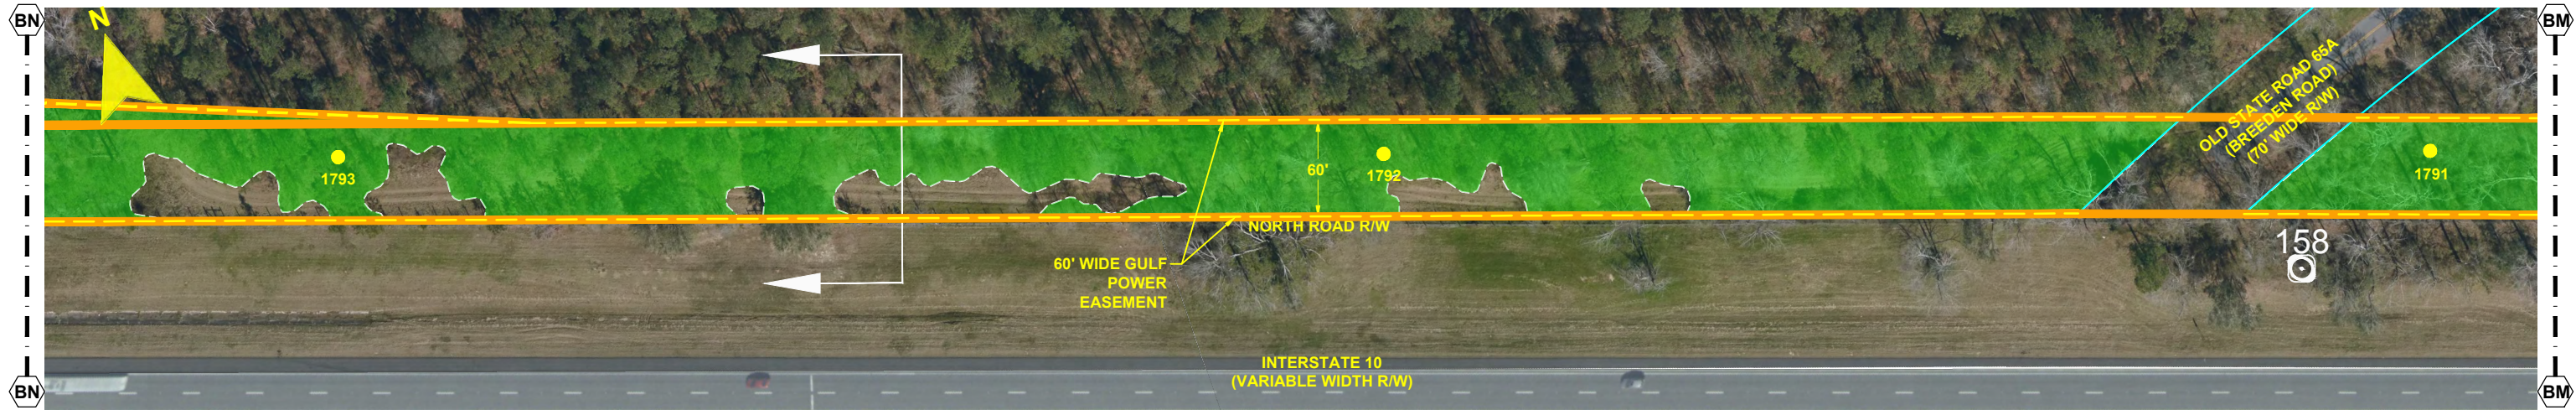 BN
BM
N
OLD STATE ROAD 65A
(BREEDEN ROAD)
(70' WIDE R/W)
1793
60'
1792
1791
NORTH ROAD R/W
158
60' WIDE GULF
POWER
EASEMENT
INTERSTATE 10
(VARIABLE WIDTH R/W)
BN
BM